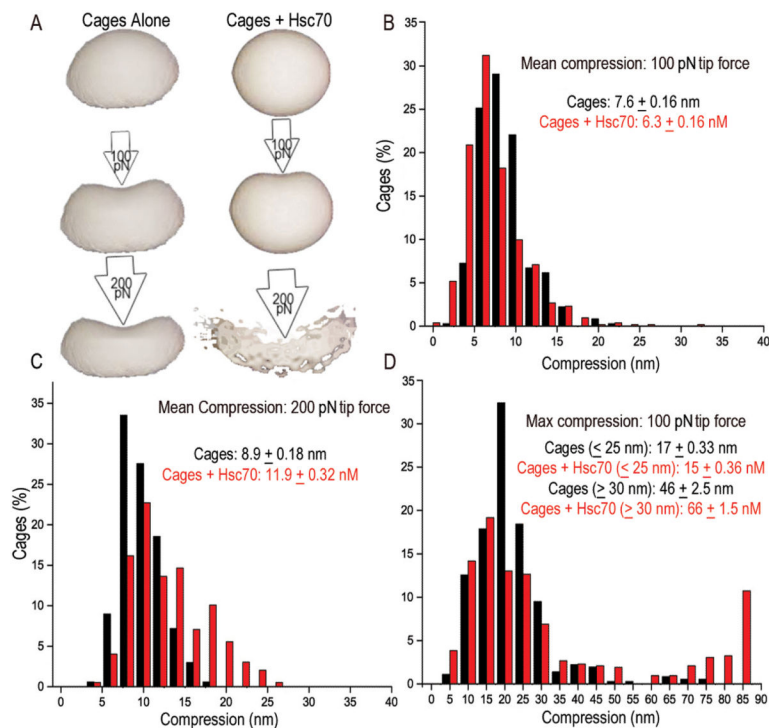 A
Cages Alone
Cages + Hsc70
100
pN
100
pN
200
pN
200
pN
B
Mean compression: 100 pN tip force
Cages: 7.6 ± 0.16 nm
Cages + Hsc70: 6.3 ± 0.16 nM
Cages (%)
35
30
25
20
15
10
5
0
0 5 10 15 20 25 30 35 40
Compression (nm)
C
Mean Compression: 200 pN tip force
Cages: 8.9 ± 0.18 nm
Cages + Hsc70: 11.9 ± 0.32 nM
Cages (%)
35
30
25
20
15
10
5
0
0 5 10 15 20 30 40
Compression (nm)
D
Max compression: 100 pN tip force
Cages (≤ 25 nm): 17 ± 0.33 nm
Cages + Hsc70 (≤ 25 nm): 15 ± 0.36 nM
Cages (≥ 30 nm): 46 ± 2.5 nm
Cages + Hsc70 (≥ 30 nm): 66 ± 1.5 nM
35
30
25
20
15
10
5
0
5 10 15 20 25 30 35 40 45 50 55 60 65 70 75 80 85 90
Compression (nm)